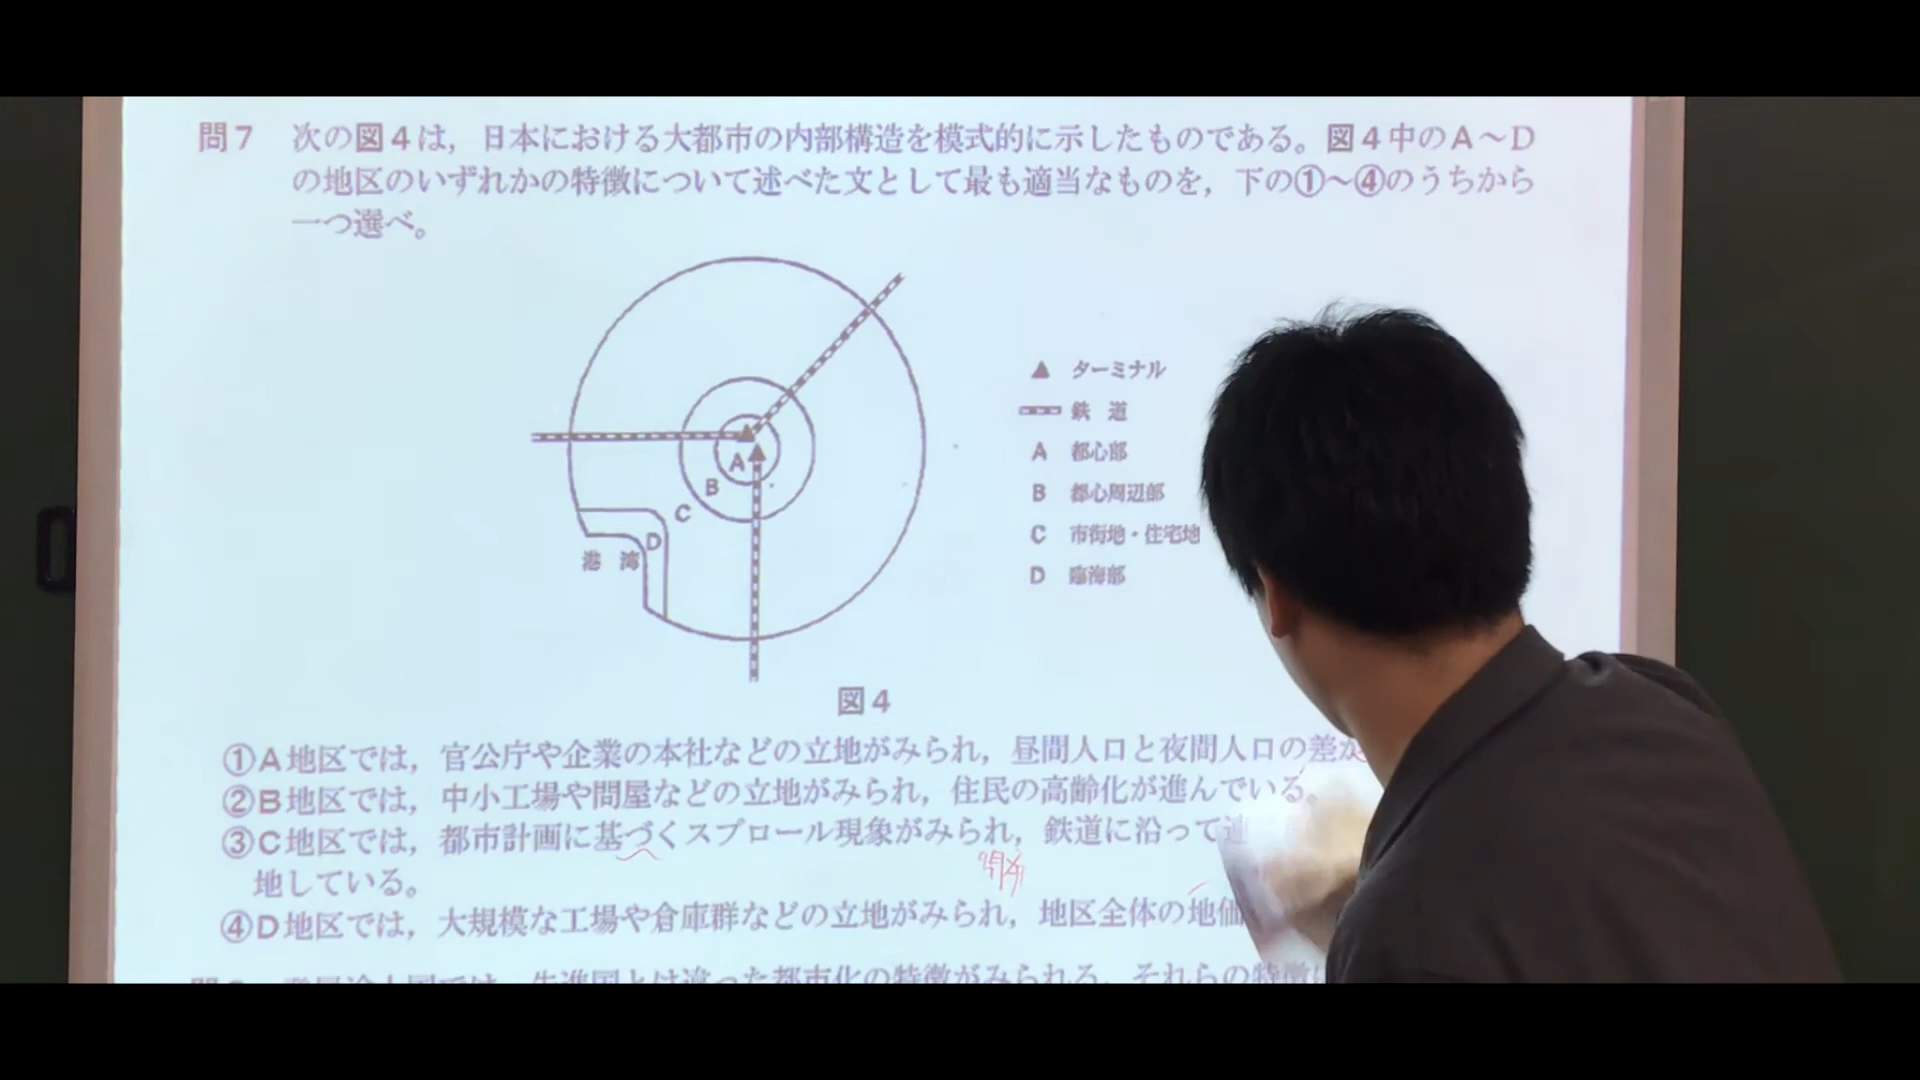 問7 次の図4は，日本における大都市の内部構造を模式的に示したものである。図4中のA～D
の地区のいずれかの特徴について述べた文として最も適当なものを，下の①～④のうちから
一つ選べ。
▲ ターミナル
鉄 道
A 都心部
B 都心周辺部
C 市街地・住宅地
D 臨海部
A
B
C
D
港 湾
図4
①A地区では，官公庁や企業の本社などの立地がみられ，昼間人口と夜間人口の差が
②B地区では，中小工場や問屋などの立地がみられ，住民の高齢化が進んでいる。
③C地区では，都市計画に基づくスプロール現象がみられ，鉄道に沿って
地している。
④D地区では，大規模な工場や倉庫群などの立地がみられ，地区全体の地価